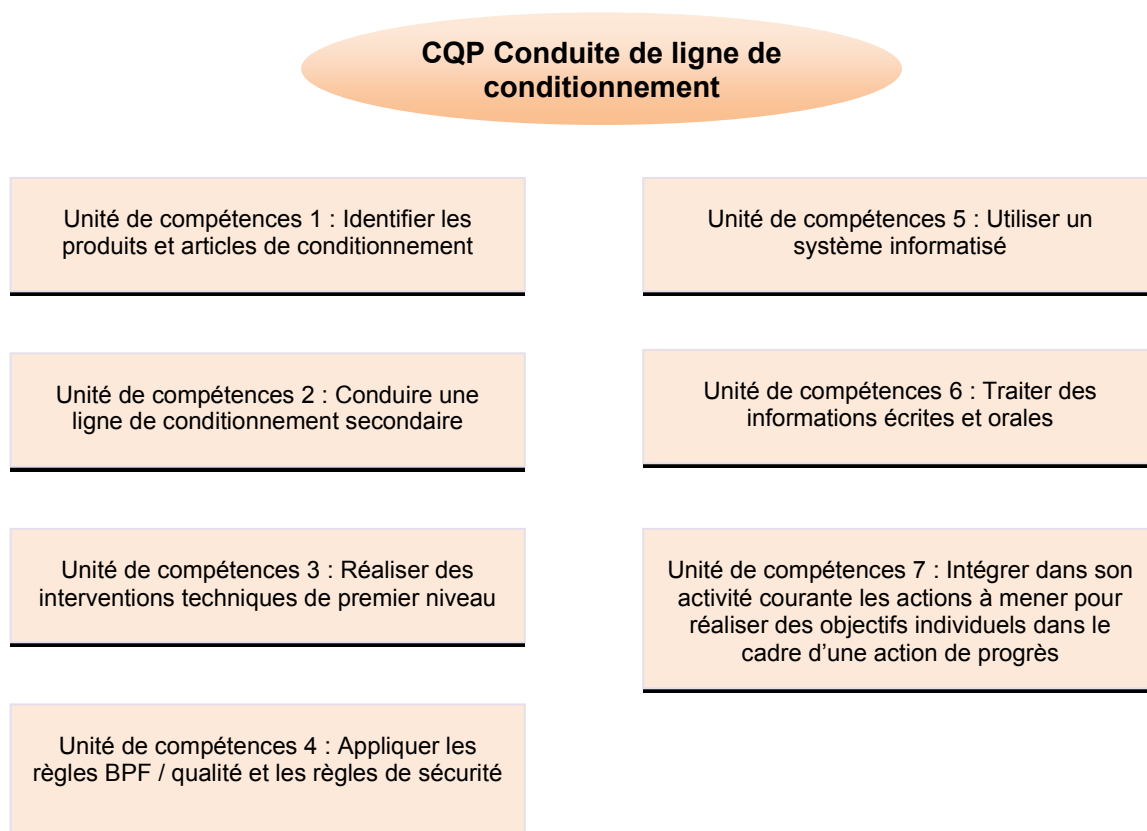 CQP Conduite de ligne de
conditionnement
Unité de compétences 1 : Identifier les
produits et articles de conditionnement
Unité de compétences 2 : Conduire une
ligne de conditionnement secondaire
Unité de compétences 3 : Réaliser des
interventions techniques de premier niveau
Unité de compétences 4 : Appliquer les
règles BPF / qualité et les règles de sécurité
Unité de compétences 5 : Utiliser un
système informatisé
Unité de compétences 6 : Traiter des
informations écrites et orales
Unité de compétences 7 : Intégrer dans son
activité courante les actions à mener pour
réaliser des objectifs individuels dans le
cadre d’une action de progrès